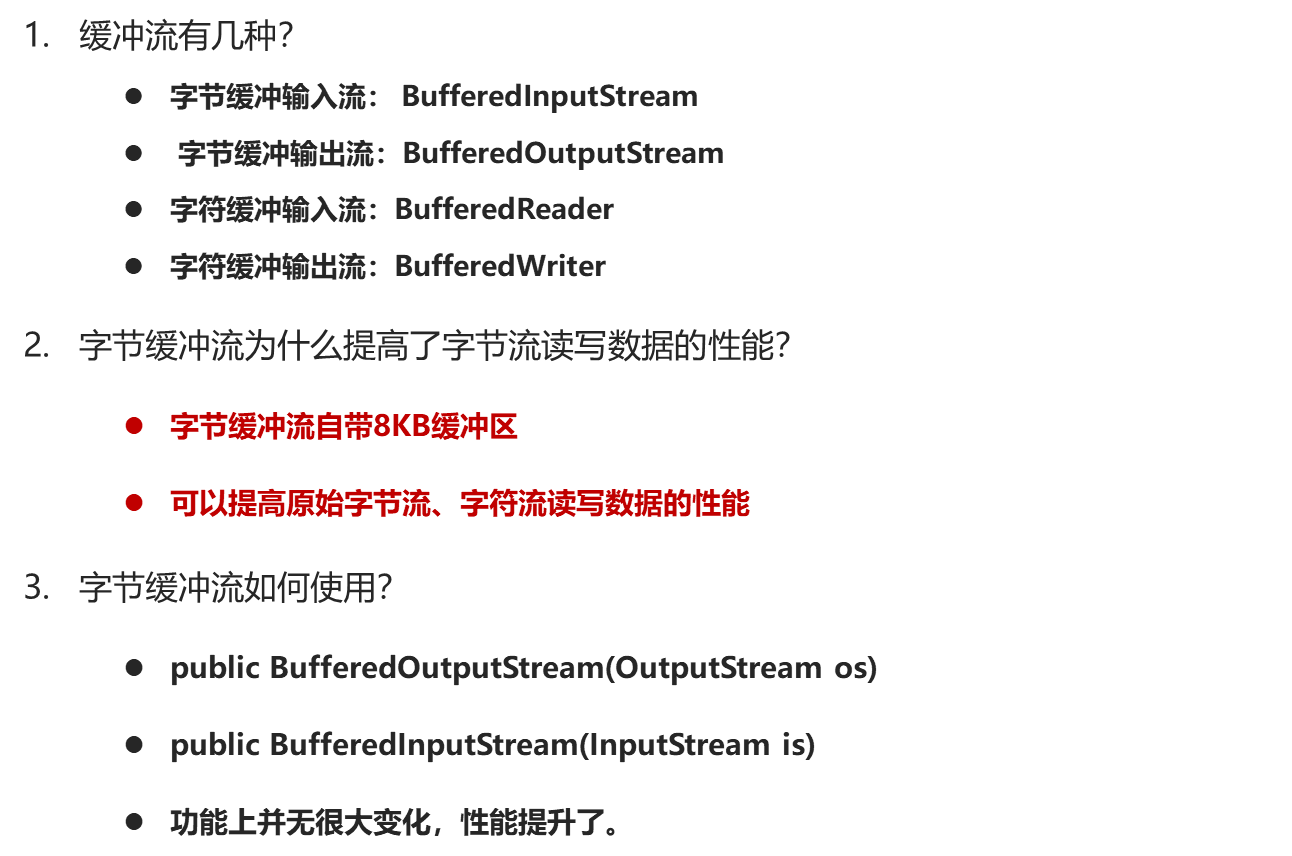 1. 缓冲流有几种？
● 字节缓冲输入流： BufferedInputStream
● 字节缓冲输出流：BufferedOutputStream
● 字符缓冲输入流：BufferedReader
● 字符缓冲输出流：BufferedWriter
2. 字节缓冲流为什么提高了字节流读写数据的性能？
● 字节缓冲流自带8KB缓冲区
● 可以提高原始字节流、字符流读写数据的性能
3. 字节缓冲流如何使用？
● public BufferedOutputStream(OutputStream os)
● public BufferedInputStream(InputStream is)
● 功能上并无很大变化，性能提升了。